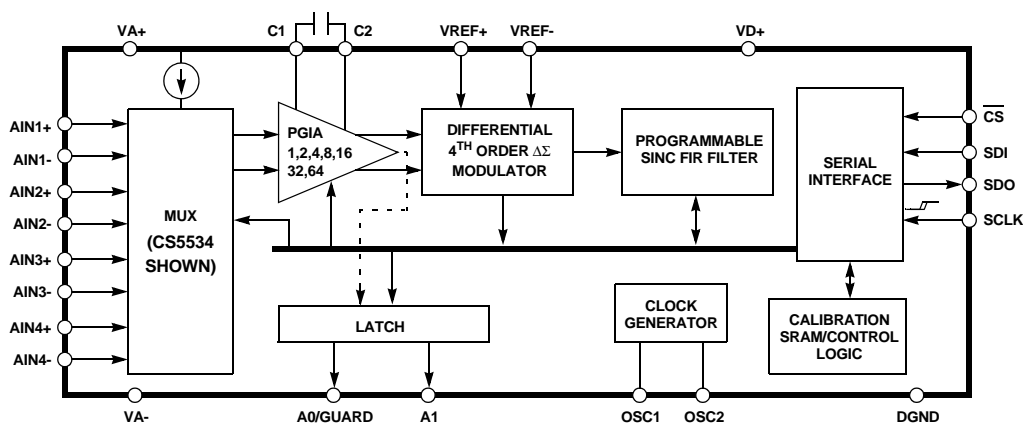 VA+
C1
C2
VREF+
VREF-
VD+
AIN1+
AIN1-
AIN2+
AIN2-
AIN3+
AIN3-
AIN4+
AIN4-
MUX
(CS5534
SHOWN)
PGIA
1,2,4,8,16
32,64
DIFFERENTIAL
4TH ORDER ΔΣ
MODULATOR
PROGRAMMABLE
SINC FIR FILTER
SERIAL
INTERFACE
CS
SDI
SDO
SCLK
LATCH
CLOCK
GENERATOR
CALIBRATION
SRAM/CONTROL
LOGIC
VA-
A0/GUARD
A1
OSC1
OSC2
DGND